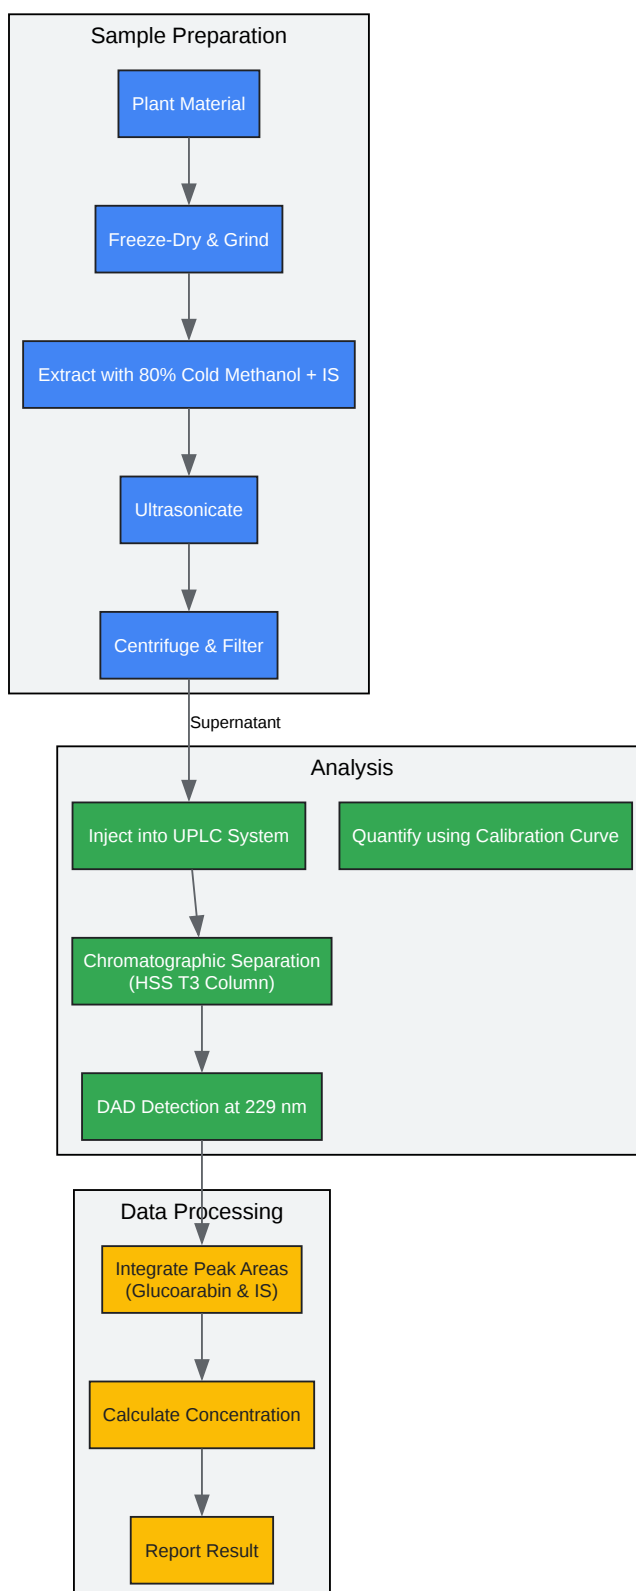 Sample Preparation
Plant Material
Freeze-Dry & Grind
Extract with 80% Cold Methanol + IS
Ultrasonicate
Centrifuge & Filter
Supernatant
Analysis
Inject into UPLC System
Quantify using Calibration Curve
Chromatographic Separation
(HSS T3 Column)
DAD Detection at 229 nm
Data Processing
Integrate Peak Areas
(Glucoarabin & IS)
Calculate Concentration
Report Result